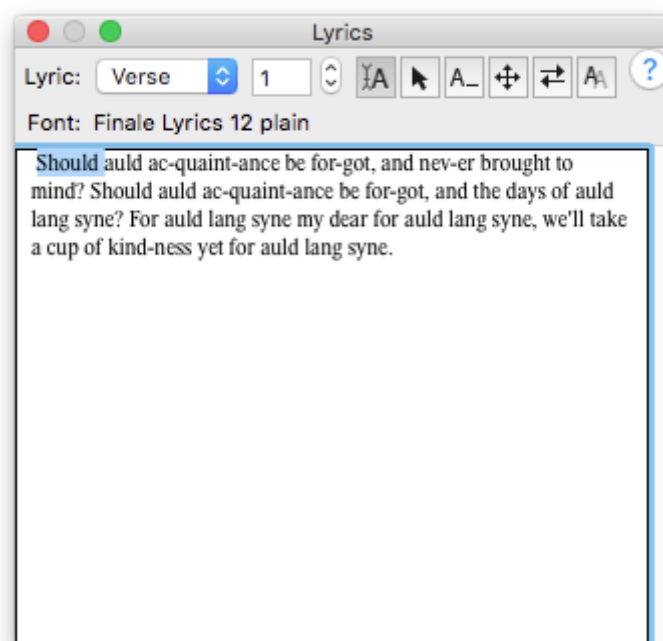 Lyrics
Lyric: Verse 1 A A_ AA ?
Font: Finale Lyrics 12 plain
Should auld ac-quaint-ance be for-got, and nev-er brought to
mind? Should auld ac-quaint-ance be for-got, and the days of auld
lang syne? For auld lang syne my dear for auld lang syne, we'll take
a cup of kind-ness yet for auld lang syne.